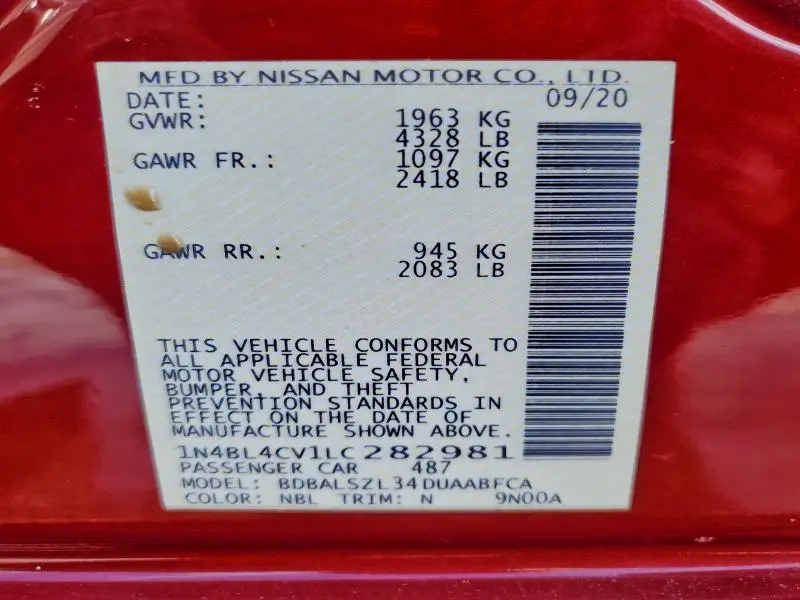 MFD BY NISSAN MOTOR CO., LTD.
DATE: 09/20
GVWR: 1963 KG
4328 LB
GAWR FR.: 1097 KG
2418 LB
GAWR RR.: 945 KG
2083 LB
THIS VEHICLE CONFORMS TO
ALL APPLICABLE FEDERAL
MOTOR VEHICLE SAFETY,
BUMPER, AND THEFT
PREVENTION STANDARDS IN
EFFECT ON THE DATE OF
MANUFACTURE SHOWN ABOVE.
1N4BL4CV1LC282981
PASSENGER CAR 487
MODEL: BDBALSZL34DUAABFCA
COLOR: NBL TRIM: N 9N00A